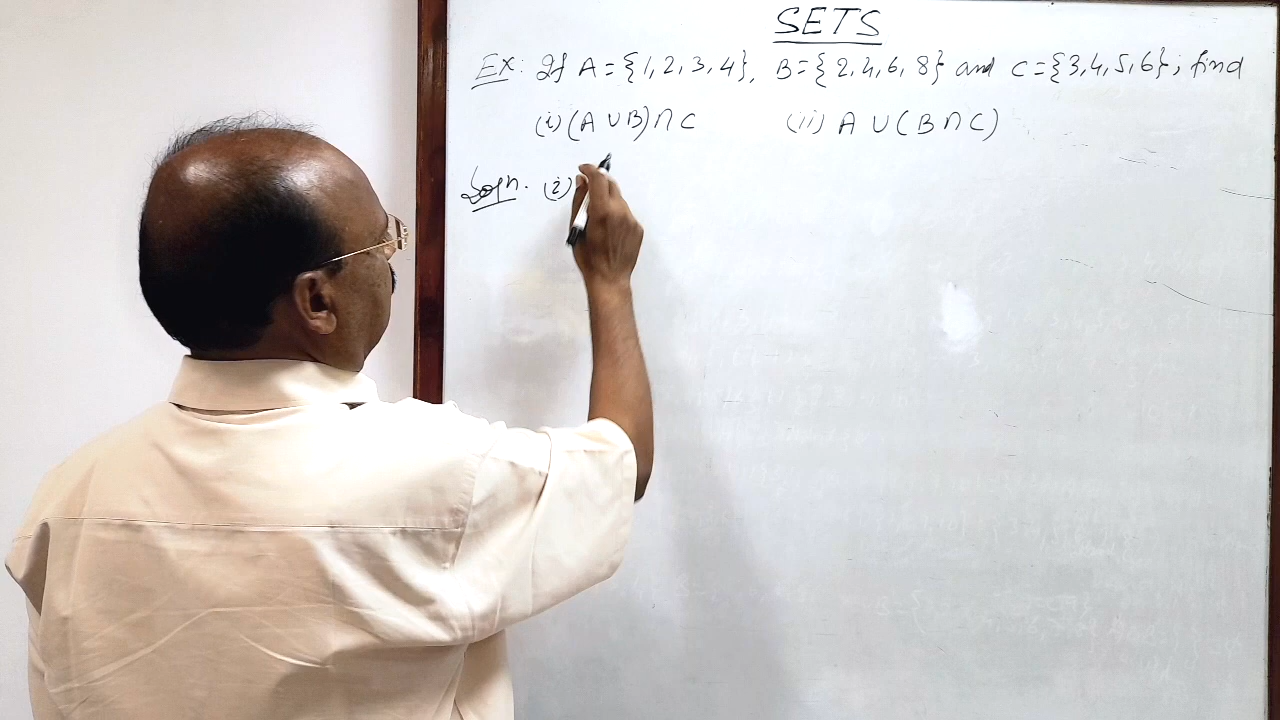 SETS
Ex: If A = {1, 2, 3, 4}, B = {2, 4, 6, 8} and C = {3, 4, 5, 6}; find
(i) (A ∪ B) ∩ C (ii) A ∪ (B ∩ C)
Soln. (i)